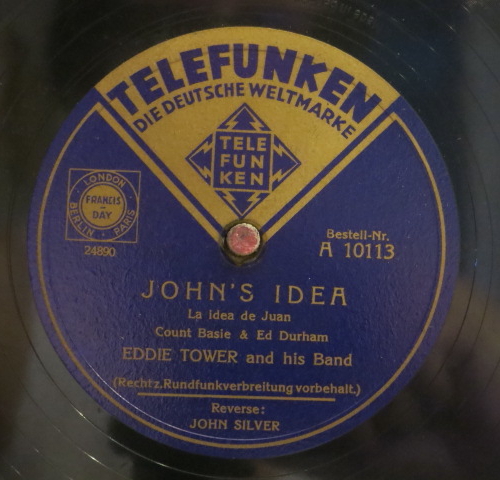 TELEFUNKEN
DIE DEUTSCHE WELTMARKE
TELE
FUN
KEN
LONDON
FRANCIS-
DAY
BERLIN PARIS
24890
Bestell-Nr.
A 10113
JOHN'S IDEA
La idea de Juan
Count Basie & Ed Durham
EDDIE TOWER and his Band
(Recht z. Rundfunkverbreitung vorbehalt.)
Reverse:
JOHN SILVER